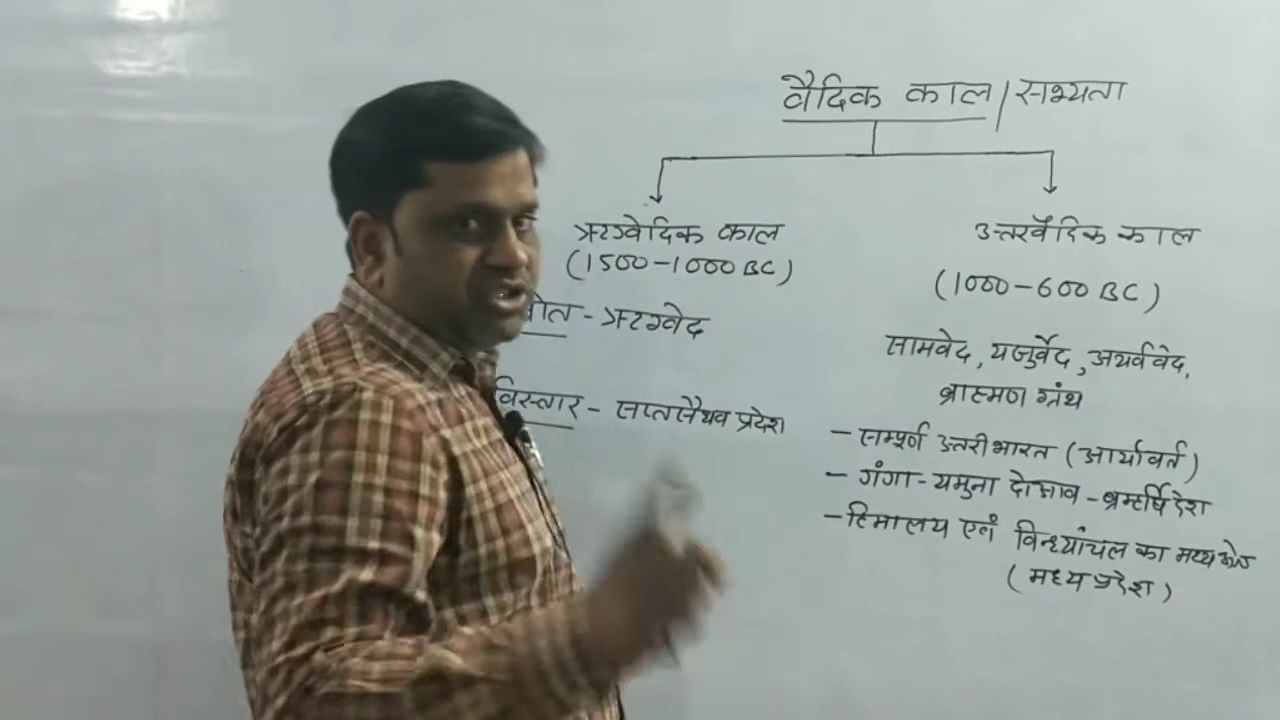 वैदिक काल/सभ्यता
ऋग्वेदिक काल
(1500-1000 BC)
- ऋग्वेद
विस्तार - सप्तसैंधव प्रदेश
उत्तरवैदिक काल
(1000-600 BC)
सामवेद, यजुर्वेद, अथर्ववेद,
ब्राह्मण ग्रंथ
- सम्पूर्ण उत्तरी भारत (आर्यावर्त)
- गंगा-यमुना दोआब - ब्रह्मर्षि देश
- हिमालय एवं विन्ध्यांचल का मध्य क्षेत्र
(मध्य प्रदेश)